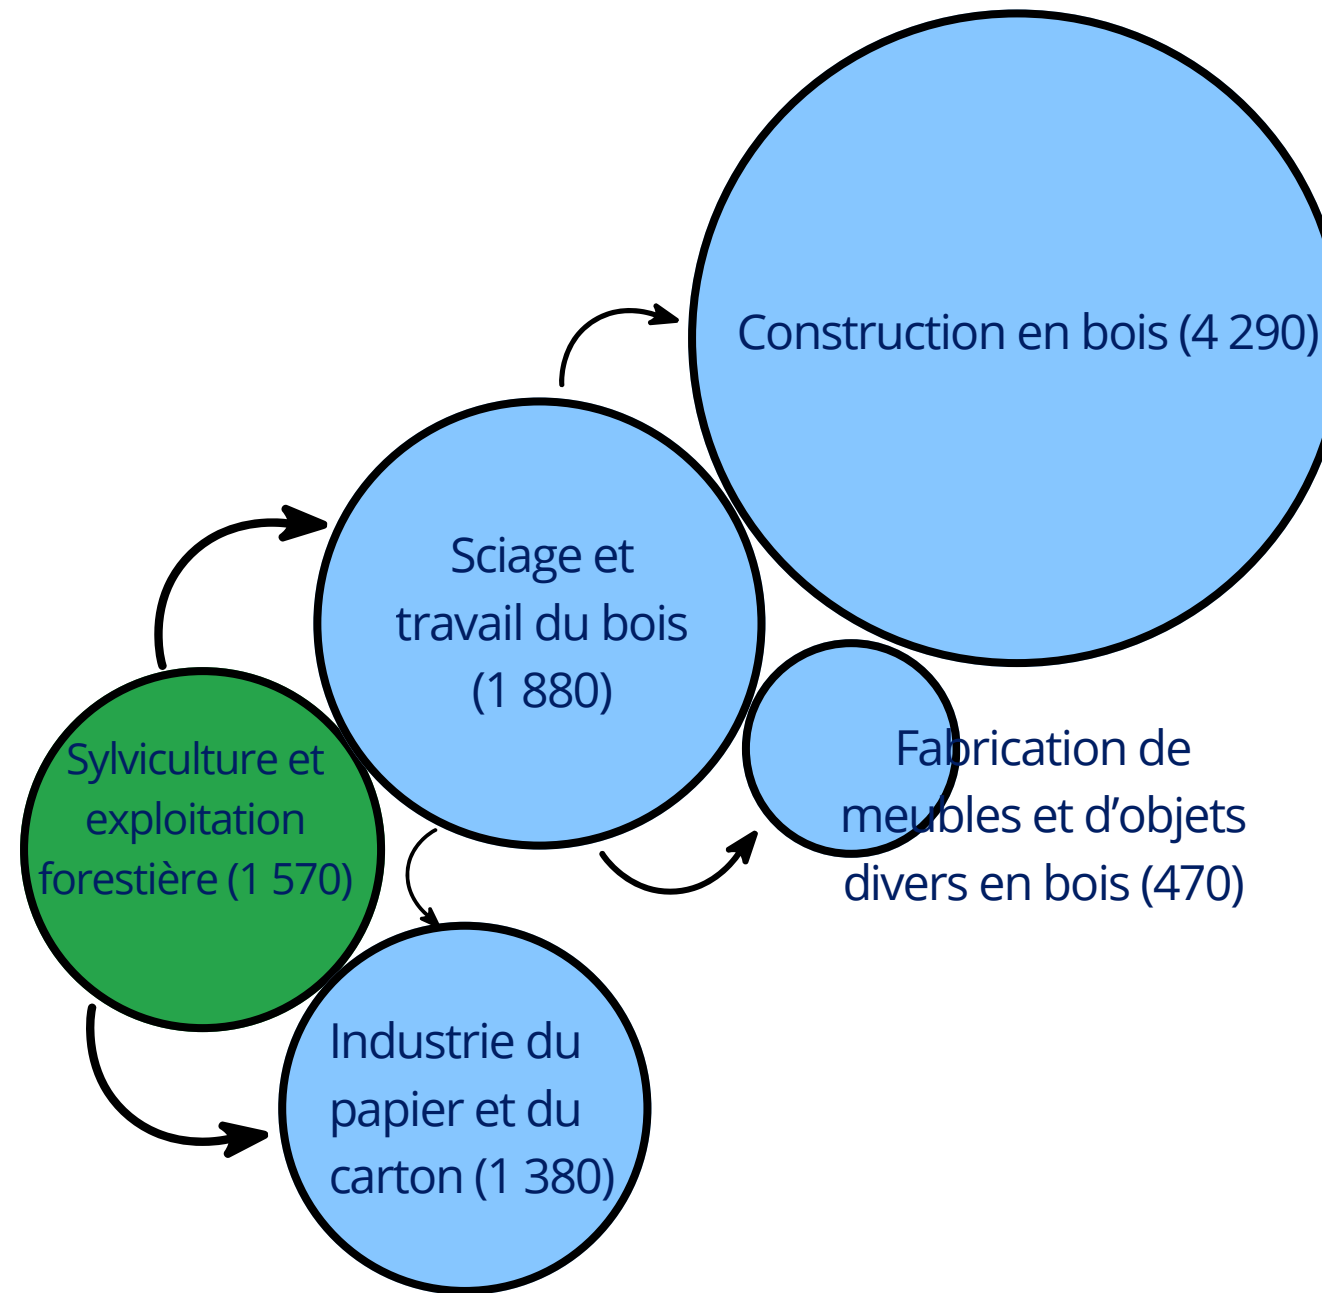 Construction en bois (4 290)
Sciage et
travail du bois
(1 880)
Sylviculture et
exploitation
forestière (1 570)
Fabrication de
meubles et d’objets
divers en bois (470)
Industrie du
papier et du
carton (1 380)